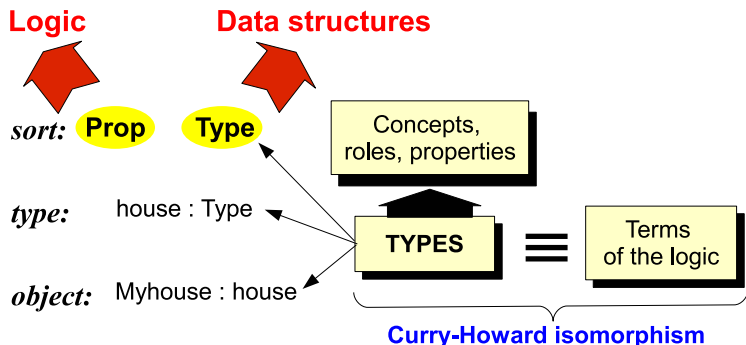 Logic
Data structures
sort: Prop Type
Concepts,
roles, properties
type: house : Type
TYPES
≡
Terms
of the logic
object: Myhouse : house
Curry-Howard isomorphism